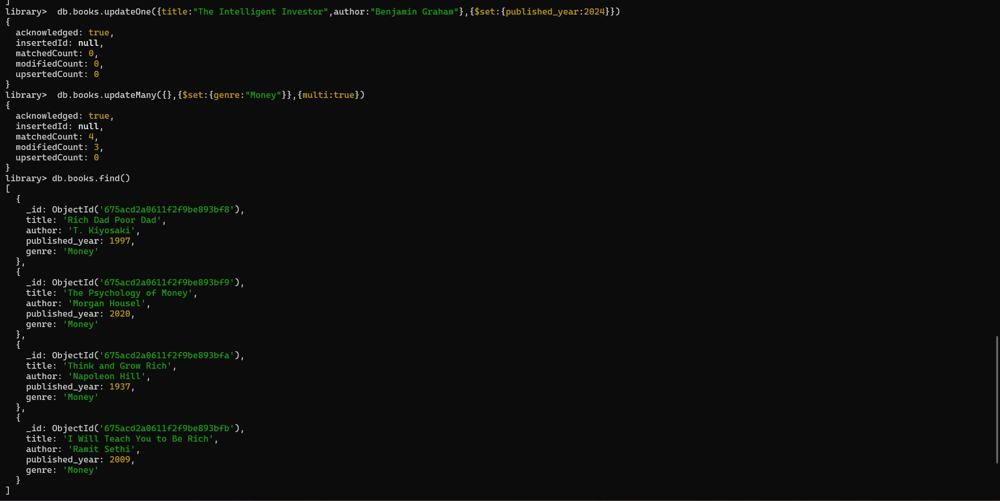 ]
library>  db.books.updateOne({title:"The Intelligent Investor",author:"Benjamin Graham"},{$set:{published_year:2024}})
{
  acknowledged: true,
  insertedId: null,
  matchedCount: 0,
  modifiedCount: 0,
  upsertedCount: 0
}
library>  db.books.updateMany({},{$set:{genre:"Money"}},{multi:true})
{
  acknowledged: true,
  insertedId: null,
  matchedCount: 4,
  modifiedCount: 3,
  upsertedCount: 0
}
library> db.books.find()
[
  {
    _id: ObjectId('675acd2a0611f2f9be893bf8'),
    title: 'Rich Dad Poor Dad',
    author: 'T. Kiyosaki',
    published_year: 1997,
    genre: 'Money'
  },
  {
    _id: ObjectId('675acd2a0611f2f9be893bf9'),
    title: 'The Psychology of Money',
    author: 'Morgan Housel',
    published_year: 2020,
    genre: 'Money'
  },
  {
    _id: ObjectId('675acd2a0611f2f9be893bfa'),
    title: 'Think and Grow Rich',
    author: 'Napoleon Hill',
    published_year: 1937,
    genre: 'Money'
  },
  {
    _id: ObjectId('675acd2a0611f2f9be893bfb'),
    title: 'I Will Teach You to Be Rich',
    author: 'Ramit Sethi',
    published_year: 2009,
    genre: 'Money'
  }
]